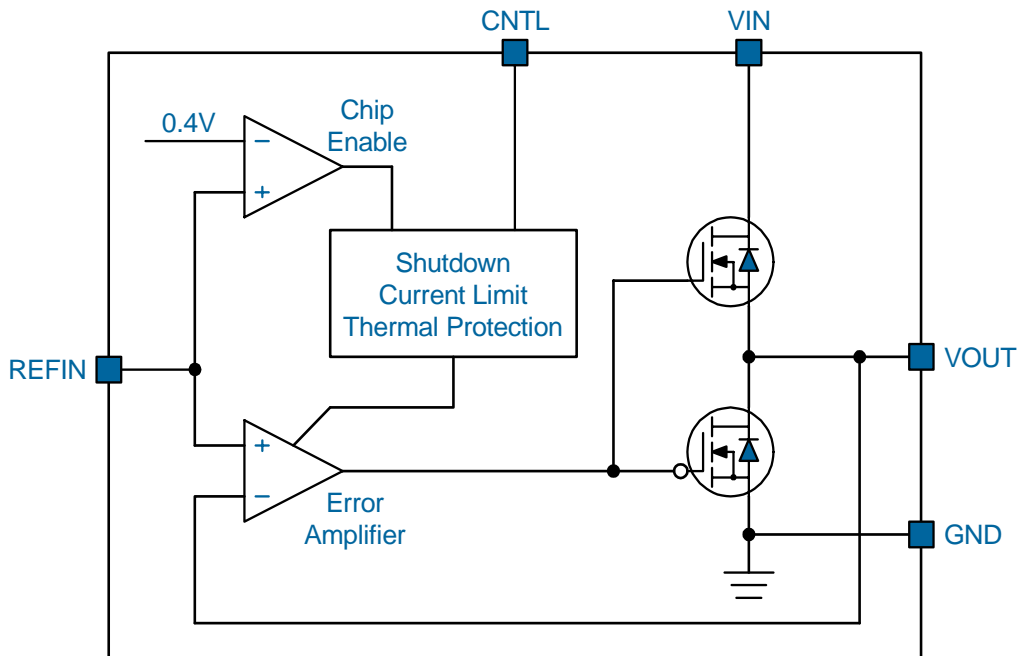 CNTL
VIN
0.4V
Chip
Enable
−
+
Shutdown
Current Limit
Thermal Protection
REFIN
VOUT
+
−
Error
Amplifier
GND